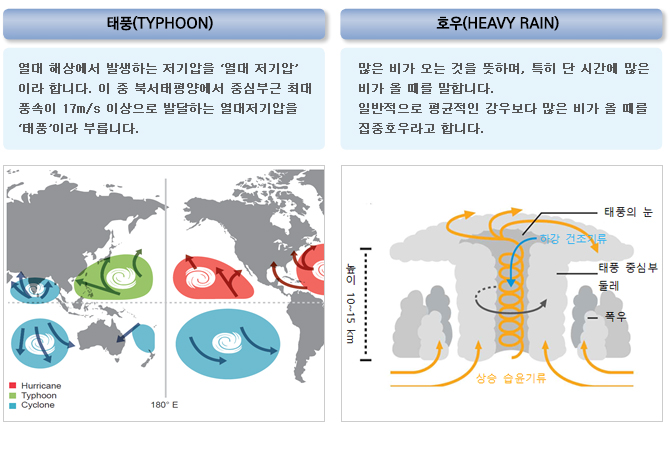 태풍(TYPHOON)
열대 해상에서 발생하는 저기압을 ‘열대 저기압’
이라 합니다. 이 중 북서태평양에서 중심부근 최대
풍속이 17m/s 이상으로 발달하는 열대저기압을
‘태풍’이라 부릅니다.
Hurricane
Typhoon
Cyclone
180° E
호우(HEAVY RAIN)
많은 비가 오는 것을 뜻하며, 특히 단 시간에 많은
비가 올 때를 말합니다.
일반적으로 평균적인 강우보다 많은 비가 올 때를
집중호우라고 합니다.
태풍의 눈
하강 건조기류
태풍 중심부
둘레
폭우
높이 10~15 km
상승 습윤기류